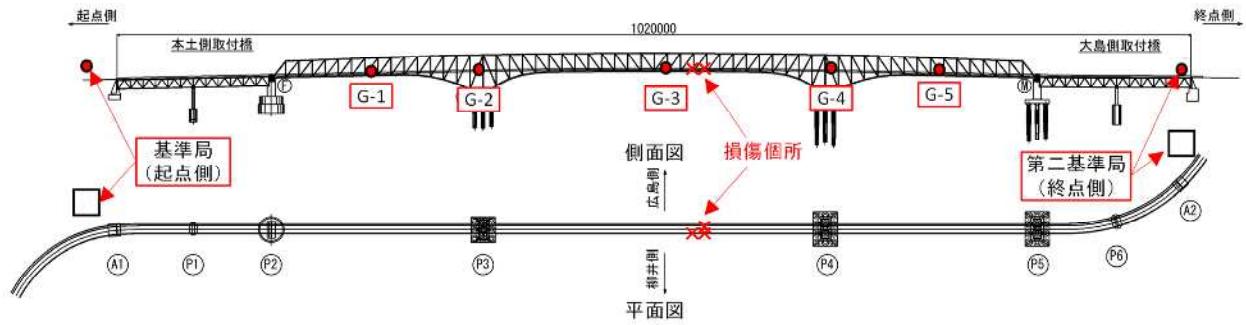 起点側
終点側
1020000
本土側取付橋
大島側取付橋
F
M
G-1
G-2
G-3
G-4
G-5
基準局
(起点側)
側面図
損傷個所
第二基準局
(終点側)
広島側
A1
P1
P2
P3
P4
P5
P6
A2
柳井側
平面図